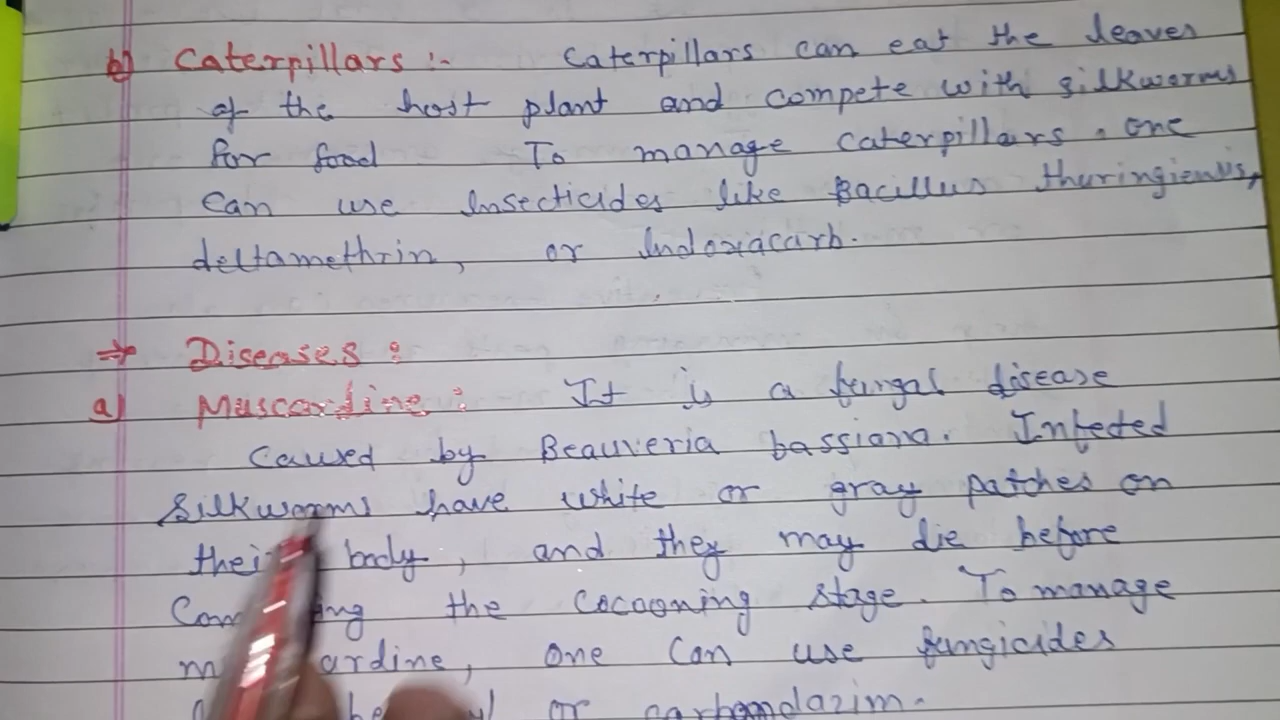 b) Caterpillars :- Caterpillars can eat the leaves
of the host plant and compete with silkworms
for food To manage caterpillars, one
can use insecticides like Bacillus thuringiensis,
deltamethrin, or Indoxacarb.
⇒ Diseases :
a) Muscardine : It is a fungal disease
caused by Beauveria bassiana. Infected
silkworms have white or gray patches on
their body, and they may die before
the cocooning stage. To manage
one can use fungicides
or carbendazim.